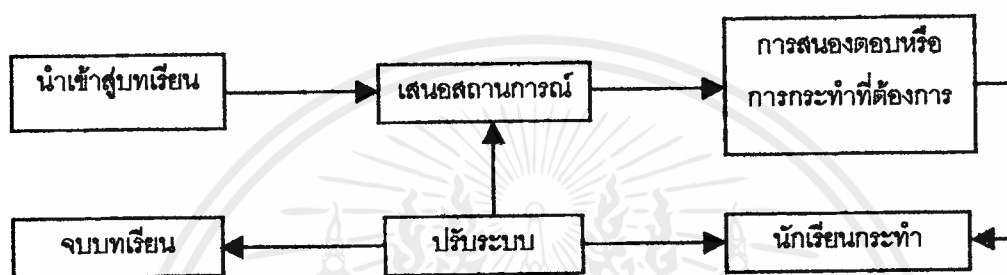 นำเข้าสู่บทเรียน
เสนอสถานการณ์
การสนองตอบหรือ
การกระทำที่ต้องการ
จบบทเรียน
ปรับระบบ
นักเรียนกระทำ